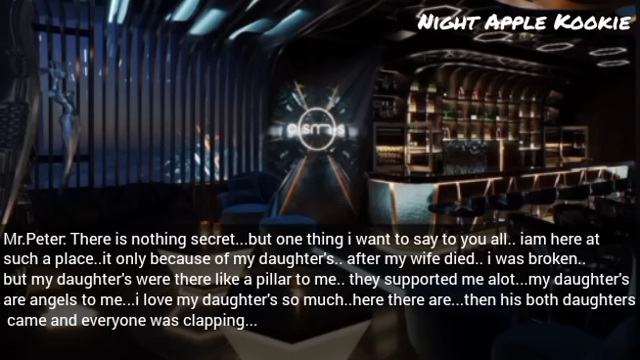 Night Apple Kookie
Mr.Peter: There is nothing secret...but one thing i want to say to you all.. iam here at
such a place..it only because of my daughter's.. after my wife died.. i was broken..
but my daughter's were there like a pillar to me.. they supported me alot...my daughter's
are angels to me...i love my daughter's so much..here there are...then his both daughters
came and everyone was clapping...